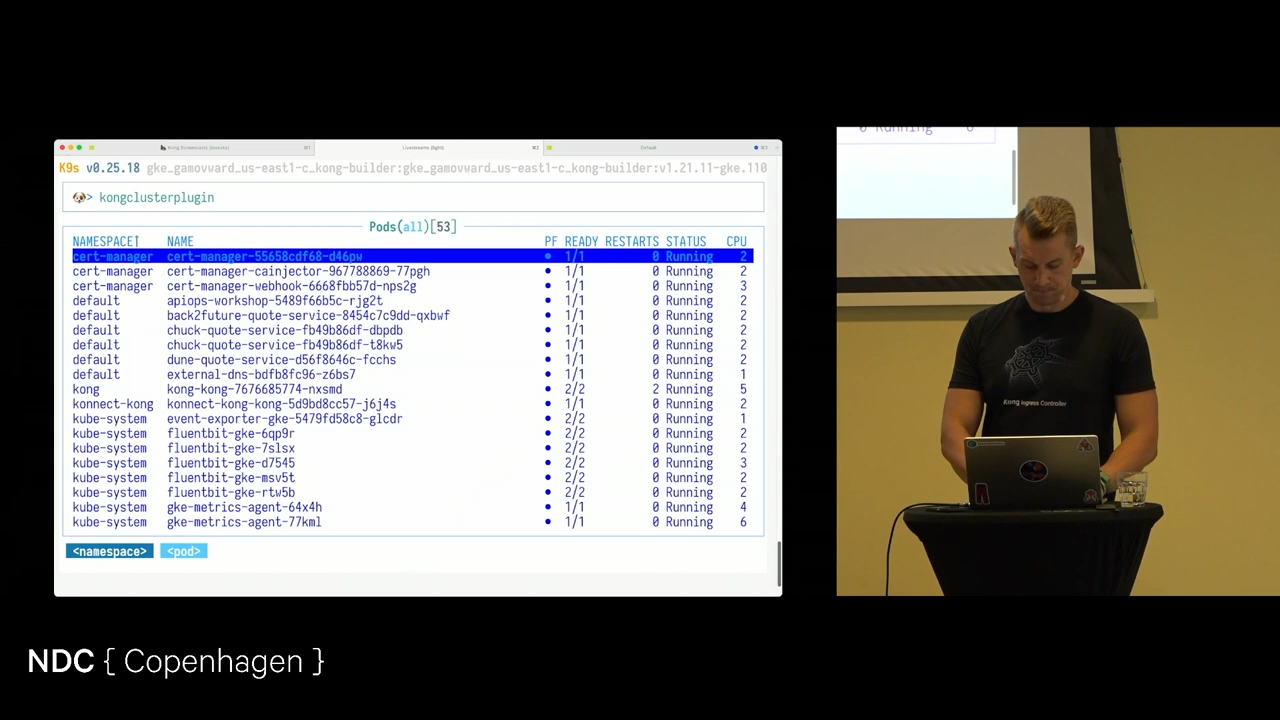 Kong Screencasts (lowcake)
Livestreams (light)
Default
K9s v0.25.18 gke_gamovward_us-east1-c_kong-builder:gke_gamovward_us-east1-c_kong-builder:v1.21.11-gke.110
> kongclusterplugin
Pods(all)[53]
NAMESPACE↑ NAME PF READY RESTARTS STATUS CPU
cert-manager cert-manager-55658cdf68-d46pw ● 1/1 0 Running 2
cert-manager cert-manager-cainjector-967788869-77pgh ● 1/1 0 Running 2
cert-manager cert-manager-webhook-6668fbb57d-nps2g ● 1/1 0 Running 3
default apiops-workshop-5489f66b5c-rjg2t ● 1/1 0 Running 2
default back2future-quote-service-8454c7c9dd-qxbwf ● 1/1 0 Running 2
default chuck-quote-service-fb49b86df-dbpdb ● 1/1 0 Running 2
default chuck-quote-service-fb49b86df-t8kw5 ● 1/1 0 Running 2
default dune-quote-service-d56f8646c-fcchs ● 1/1 0 Running 2
default external-dns-bdfb8fc96-z6bs7 ● 1/1 0 Running 1
kong kong-kong-7676685774-nxsmd ● 2/2 2 Running 5
konnect-kong konnect-kong-kong-5d9bd8cc57-j6j4s ● 1/1 0 Running 2
kube-system event-exporter-gke-5479fd58c8-glcdr ● 2/2 0 Running 1
kube-system fluentbit-gke-6qp9r ● 2/2 0 Running 2
kube-system fluentbit-gke-7slsx ● 2/2 0 Running 2
kube-system fluentbit-gke-d7545 ● 2/2 0 Running 3
kube-system fluentbit-gke-msv5t ● 2/2 0 Running 2
kube-system fluentbit-gke-rtw5b ● 2/2 0 Running 2
kube-system gke-metrics-agent-64x4h ● 1/1 0 Running 4
kube-system gke-metrics-agent-77kml ● 1/1 0 Running 6
<namespace> <pod>
0 Running 6
Kong Ingress Controller
NDC { Copenhagen }